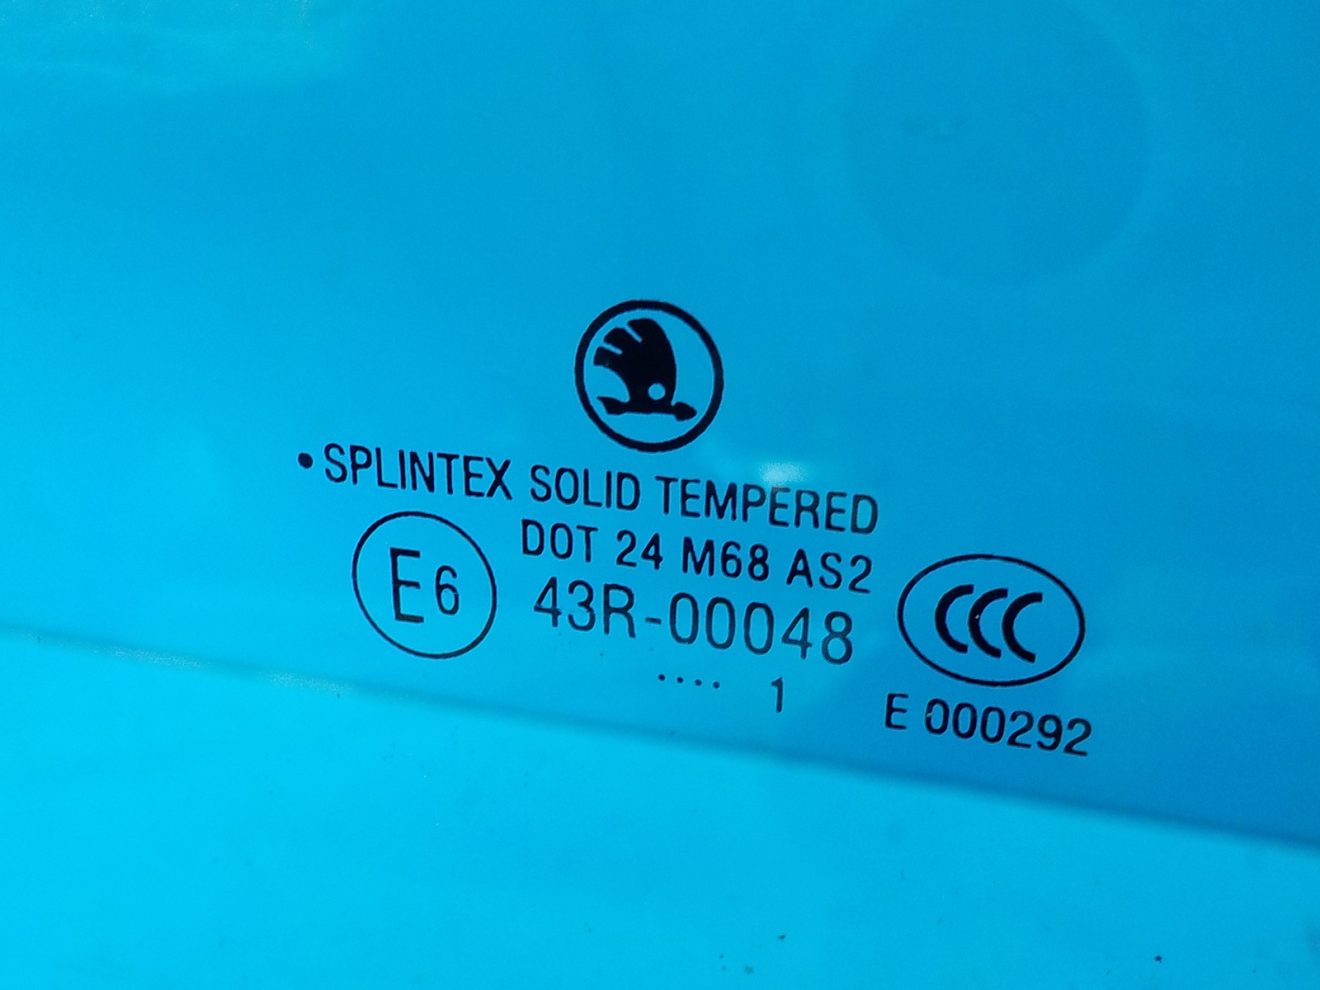 • SPLINTEX SOLID TEMPERED
DOT 24 M68 AS2
E6 43R-00048 CCC
.... 1 E 000292